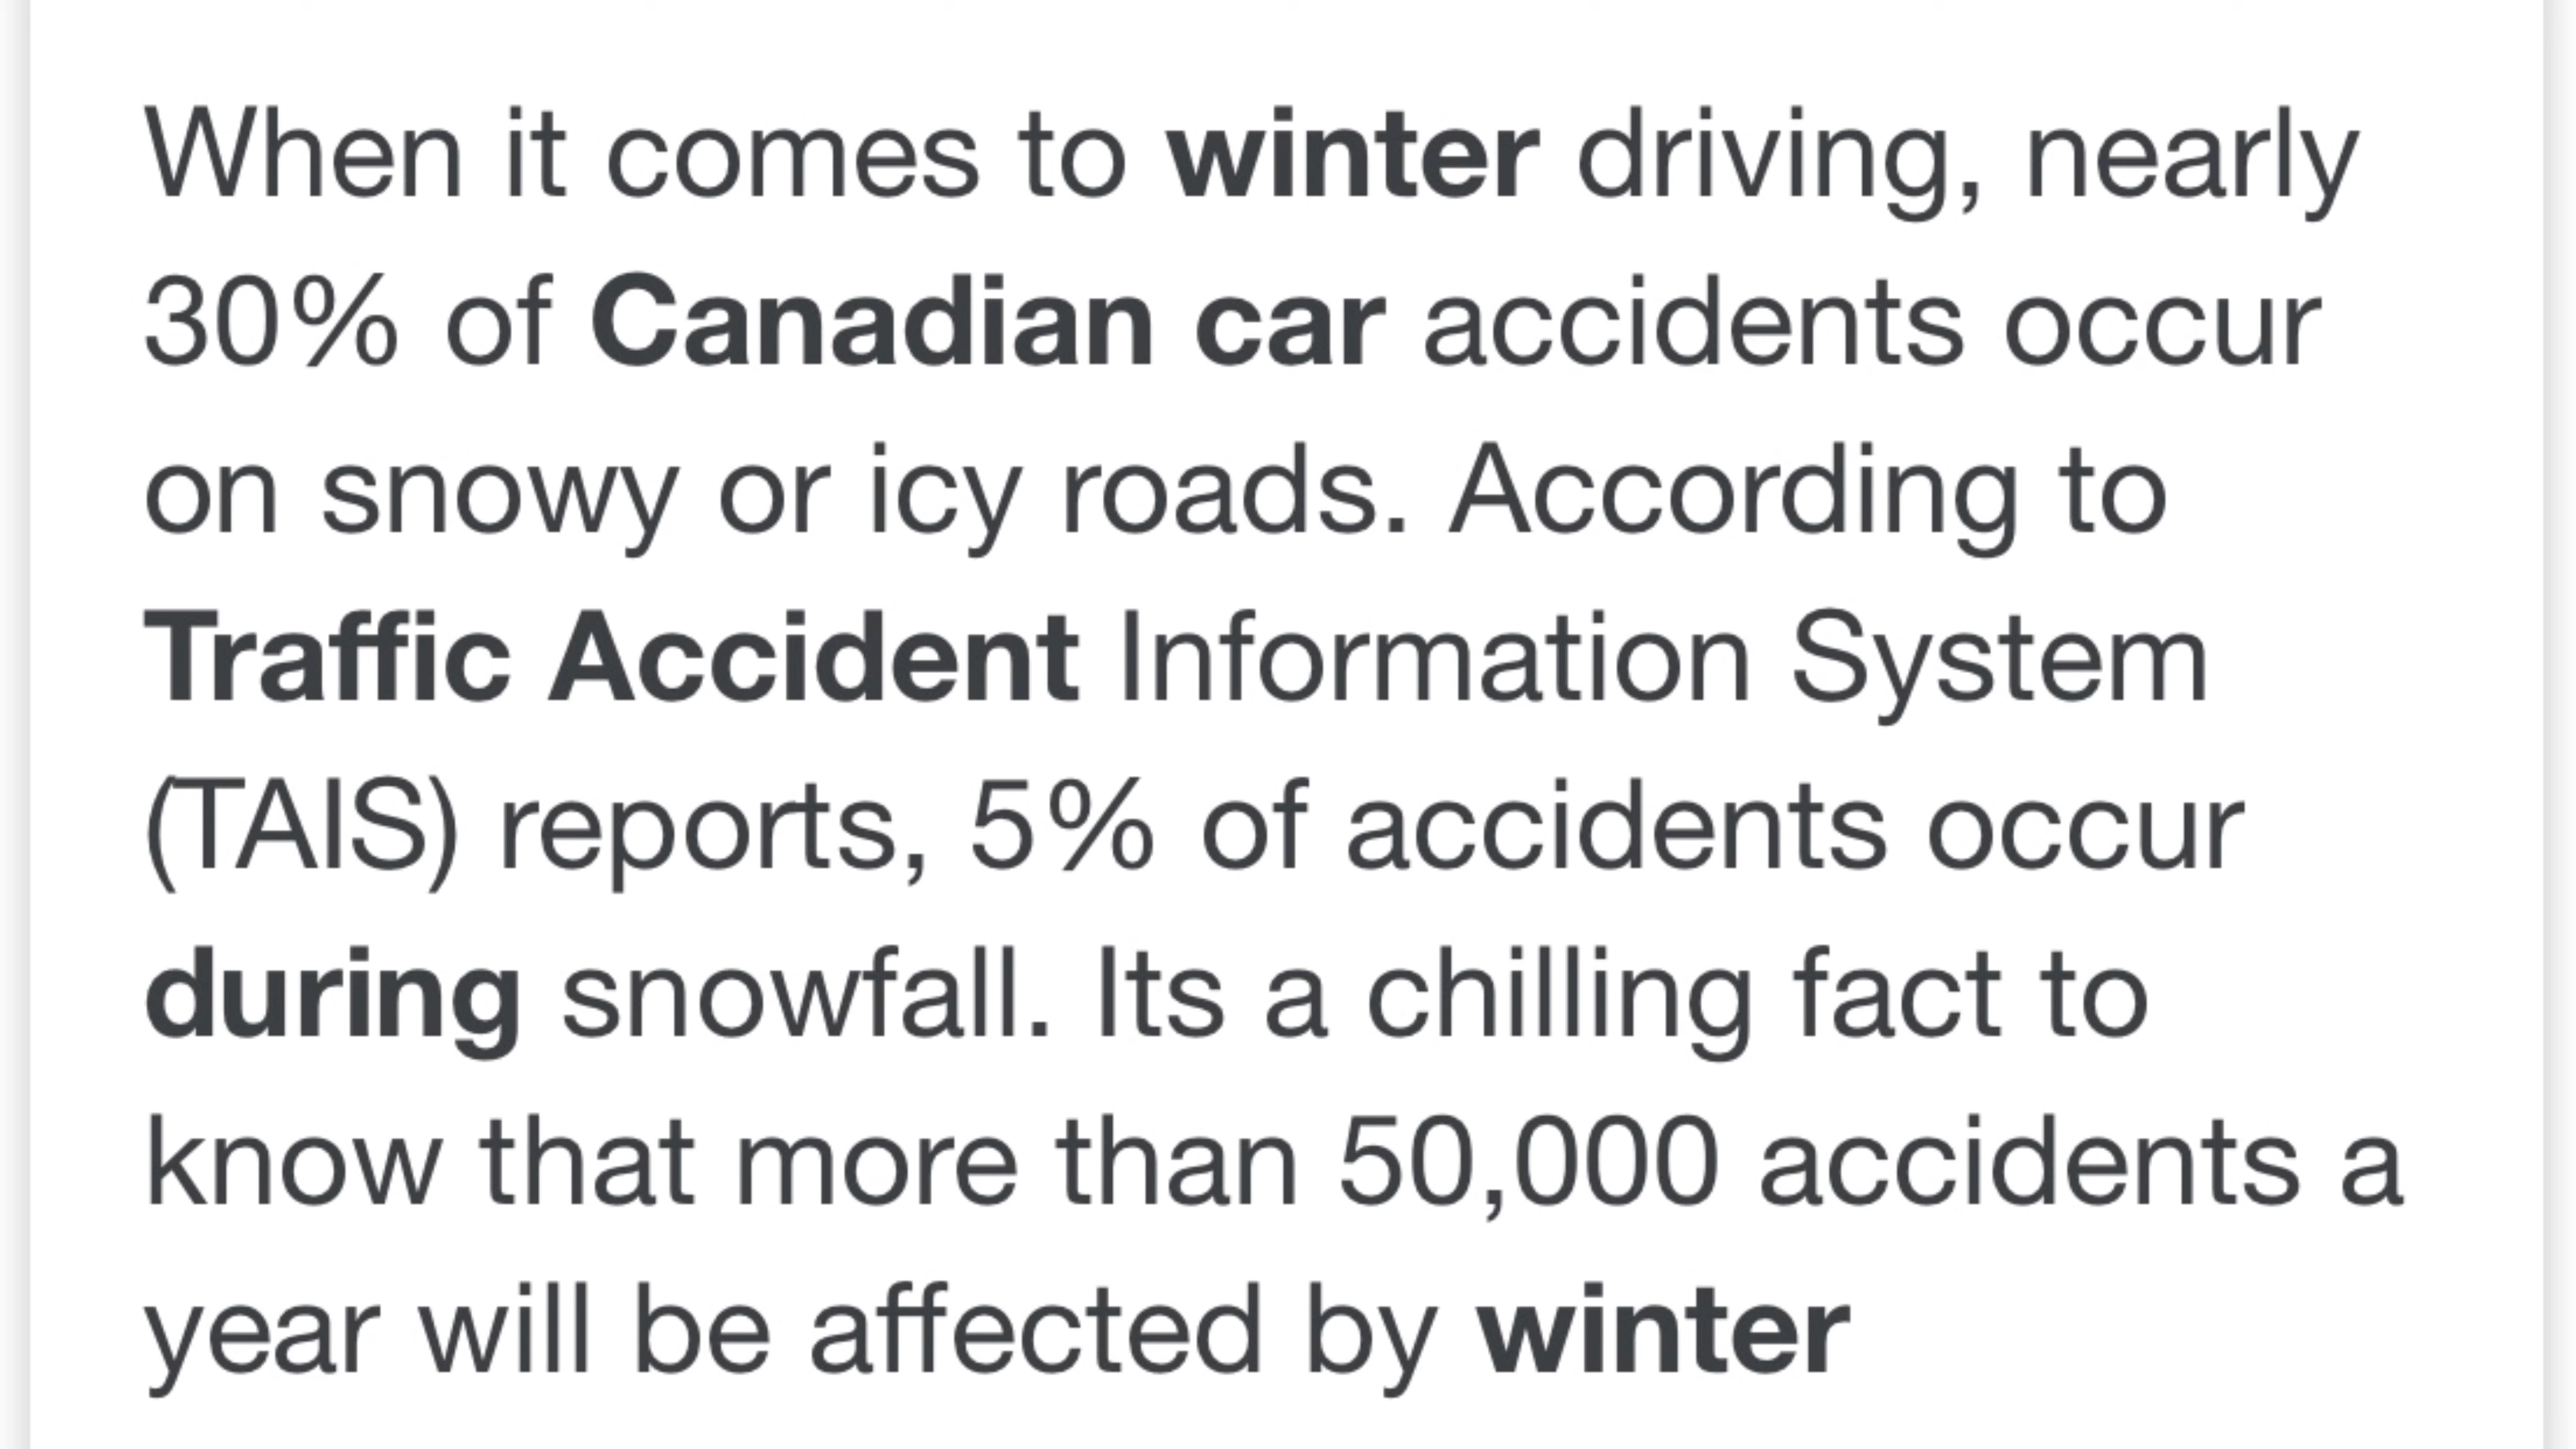 When it comes to winter driving, nearly
30% of Canadian car accidents occur
on snowy or icy roads. According to
Traffic Accident Information System
(TAIS) reports, 5% of accidents occur
during snowfall. Its a chilling fact to
know that more than 50,000 accidents a
year will be affected by winter